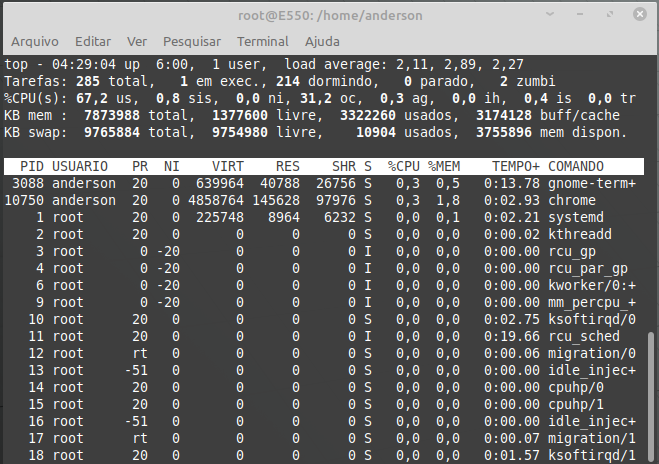 root@E550: /home/anderson
Arquivo Editar Ver Pesquisar Terminal Ajuda
top - 04:29:04 up  6:00,  1 user,  load average: 2,11, 2,89, 2,27
Tarefas: 285 total,   1 em exec., 214 dormindo,   0 parado,   2 zumbi
%CPU(s): 67,2 us,  0,8 sis,  0,0 ni, 31,2 oc,  0,3 ag,  0,0 ih,  0,4 is  0,0 tr
KB mem :  7873988 total,  1377600 livre,  3322260 usados,  3174128 buff/cache
KB swap:  9765884 total,  9754980 livre,    10904 usados,  3755896 mem dispon.
PID USUARIO PR NI VIRT RES SHR S %CPU %MEM TEMPO+ COMANDO
3088 anderson 20 0 639964 40788 26756 S 0,3 0,5 0:13.78 gnome-term+
10750 anderson 20 0 4858764 145628 97976 S 0,3 1,8 0:02.93 chrome
1 root 20 0 225748 8964 6232 S 0,0 0,1 0:02.21 systemd
2 root 20 0 0 0 0 S 0,0 0,0 0:00.02 kthreadd
3 root 0 -20 0 0 0 I 0,0 0,0 0:00.00 rcu_gp
4 root 0 -20 0 0 0 I 0,0 0,0 0:00.00 rcu_par_gp
6 root 0 -20 0 0 0 I 0,0 0,0 0:00.00 kworker/0:+
9 root 0 -20 0 0 0 I 0,0 0,0 0:00.00 mm_percpu_+
10 root 20 0 0 0 0 S 0,0 0,0 0:02.75 ksoftirqd/0
11 root 20 0 0 0 0 I 0,0 0,0 0:19.66 rcu_sched
12 root rt 0 0 0 0 S 0,0 0,0 0:00.06 migration/0
13 root -51 0 0 0 0 S 0,0 0,0 0:00.00 idle_injec+
14 root 20 0 0 0 0 S 0,0 0,0 0:00.00 cpuhp/0
15 root 20 0 0 0 0 S 0,0 0,0 0:00.00 cpuhp/1
16 root -51 0 0 0 0 S 0,0 0,0 0:00.00 idle_injec+
17 root rt 0 0 0 0 S 0,0 0,0 0:00.07 migration/1
18 root 20 0 0 0 0 S 0,0 0,0 0:01.57 ksoftirqd/1